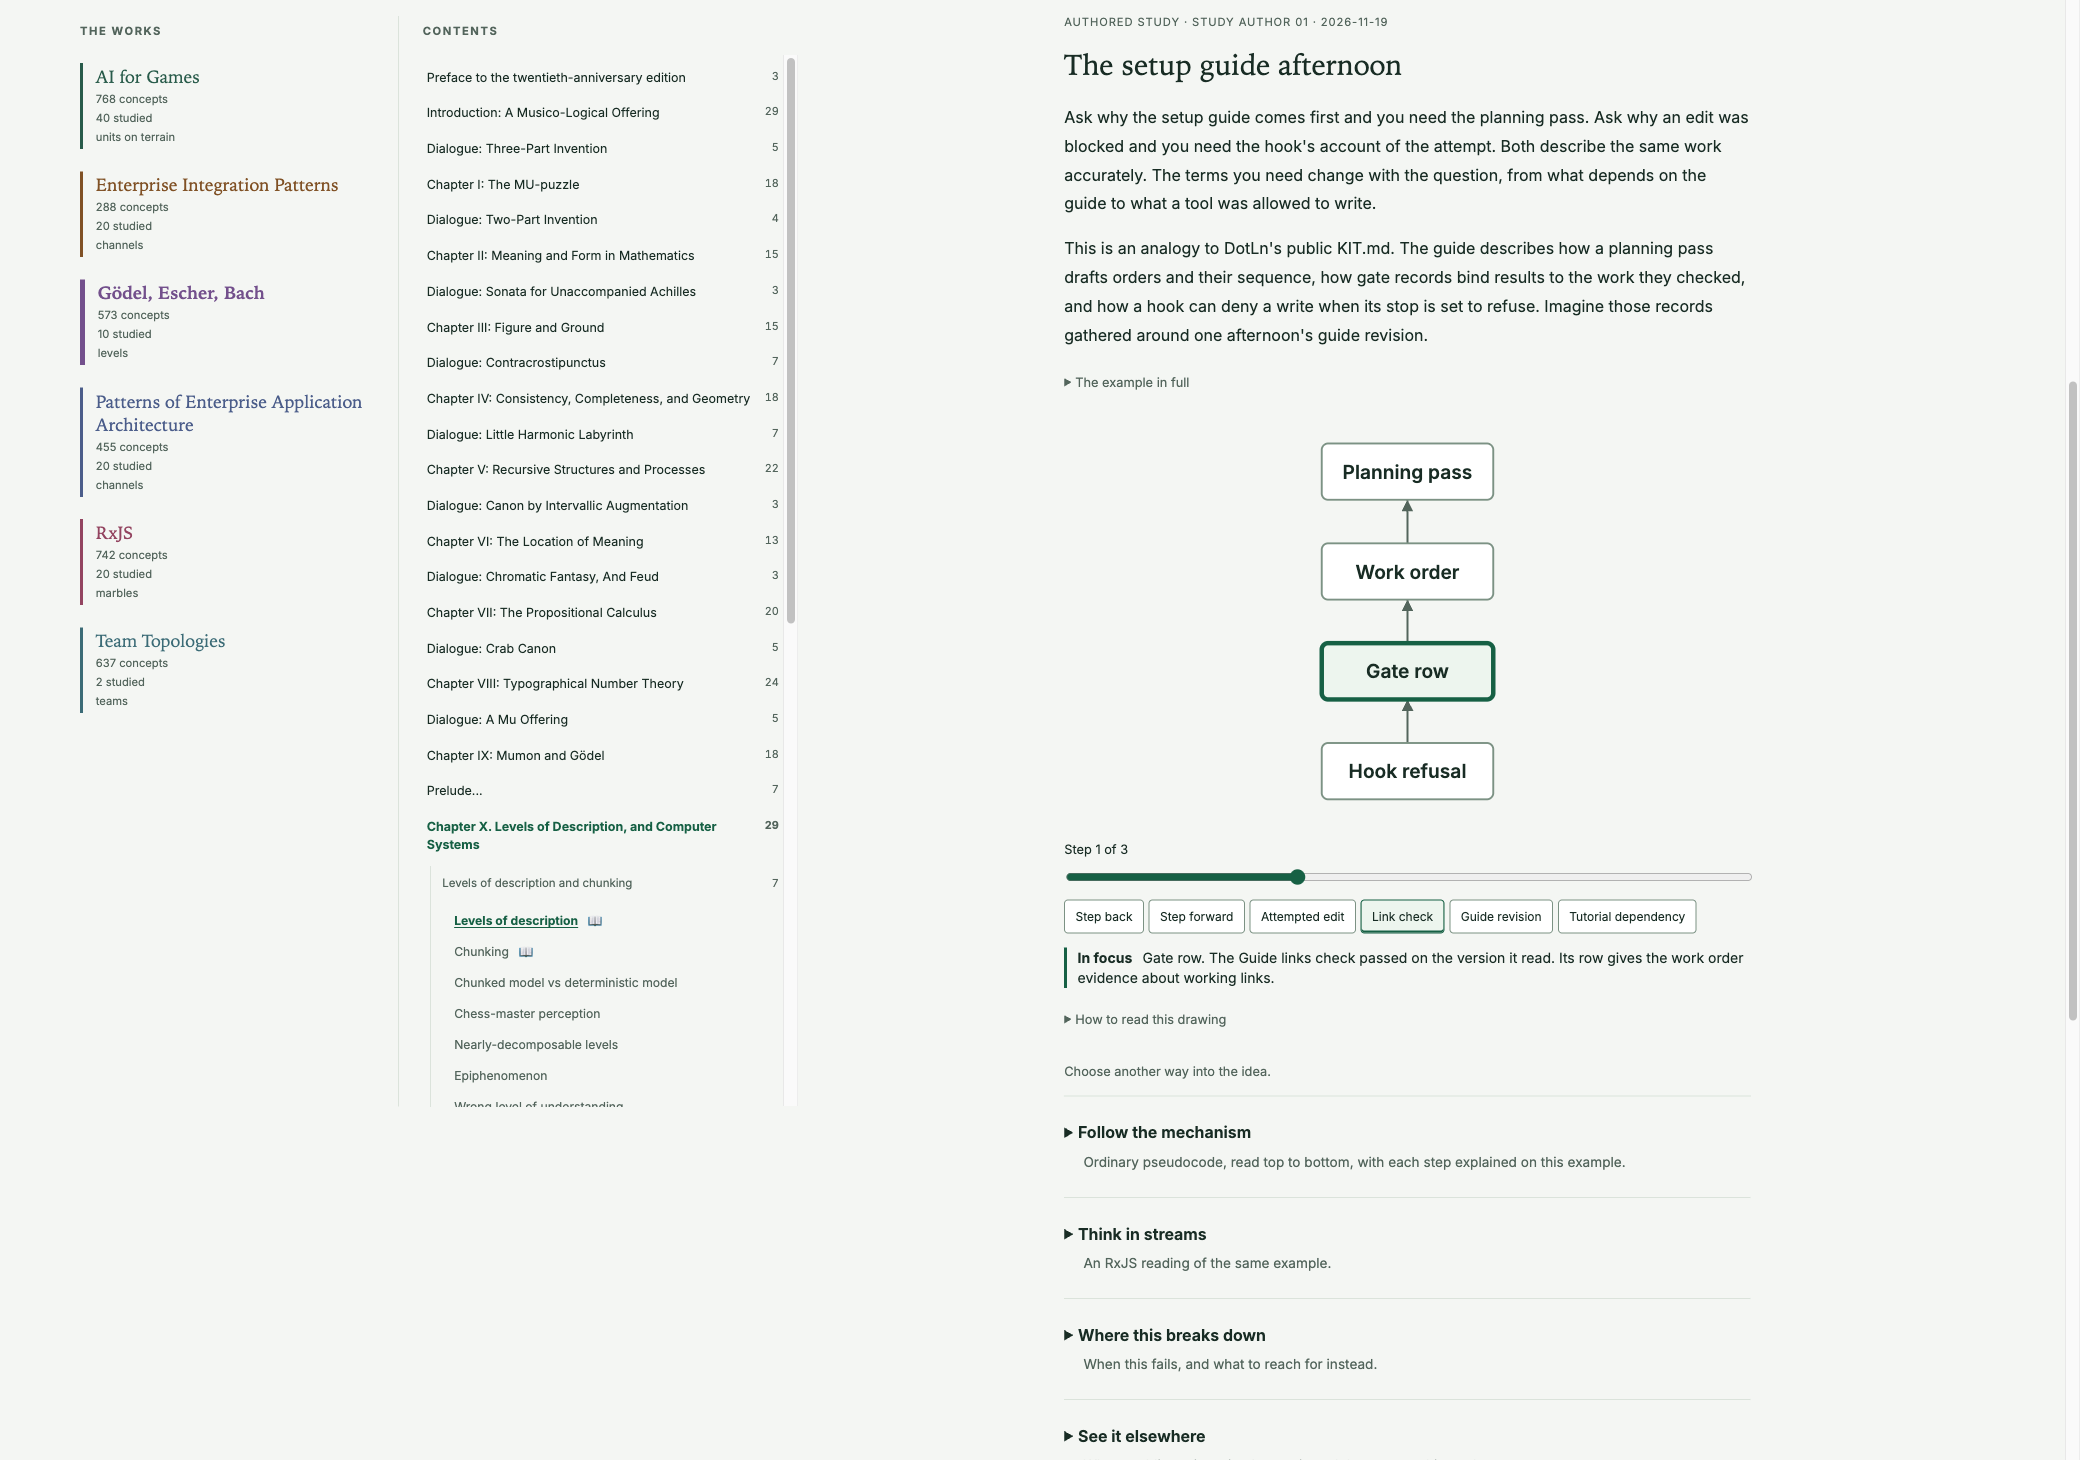 THE WORKS
AI for Games
768 concepts
40 studied
units on terrain
Enterprise Integration Patterns
288 concepts
20 studied
channels
Gödel, Escher, Bach
573 concepts
10 studied
levels
Patterns of Enterprise Application
Architecture
455 concepts
20 studied
channels
RxJS
742 concepts
20 studied
marbles
Team Topologies
637 concepts
2 studied
teams
CONTENTS
Preface to the twentieth-anniversary edition 3
Introduction: A Musico-Logical Offering 29
Dialogue: Three-Part Invention 5
Chapter I: The MU-puzzle 18
Dialogue: Two-Part Invention 4
Chapter II: Meaning and Form in Mathematics 15
Dialogue: Sonata for Unaccompanied Achilles 3
Chapter III: Figure and Ground 15
Dialogue: Contracrostipunctus 7
Chapter IV: Consistency, Completeness, and Geometry 18
Dialogue: Little Harmonic Labyrinth 7
Chapter V: Recursive Structures and Processes 22
Dialogue: Canon by Intervallic Augmentation 3
Chapter VI: The Location of Meaning 13
Dialogue: Chromatic Fantasy, And Feud 3
Chapter VII: The Propositional Calculus 20
Dialogue: Crab Canon 5
Chapter VIII: Typographical Number Theory 24
Dialogue: A Mu Offering 5
Chapter IX: Mumon and Gödel 18
Prelude... 7
Chapter X. Levels of Description, and Computer 29
Systems
Levels of description and chunking 7
Levels of description
Chunking
Chunked model vs deterministic model
Chess-master perception
Nearly-decomposable levels
Epiphenomenon
Wrong level of understanding
AUTHORED STUDY · STUDY AUTHOR 01 · 2026-11-19
The setup guide afternoon
Ask why the setup guide comes first and you need the planning pass. Ask why an edit was
blocked and you need the hook's account of the attempt. Both describe the same work
accurately. The terms you need change with the question, from what depends on the
guide to what a tool was allowed to write.
This is an analogy to DotLn's public KIT.md. The guide describes how a planning pass
drafts orders and their sequence, how gate records bind results to the work they checked,
and how a hook can deny a write when its stop is set to refuse. Imagine those records
gathered around one afternoon's guide revision.
The example in full
Planning pass
Work order
Gate row
Hook refusal
Step 1 of 3
Step back Step forward Attempted edit Link check Guide revision Tutorial dependency
In focus Gate row. The Guide links check passed on the version it read. Its row gives the work order
evidence about working links.
How to read this drawing
Choose another way into the idea.
Follow the mechanism
Ordinary pseudocode, read top to bottom, with each step explained on this example.
Think in streams
An RxJS reading of the same example.
Where this breaks down
When this fails, and what to reach for instead.
See it elsewhere